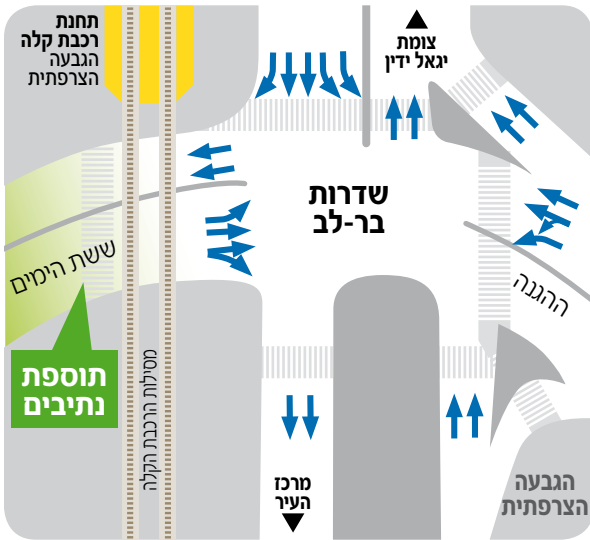 תחנת
רכבת קלה
הגבעה
הצרפתית
צומת
יגאל ידין
שדרות
בר-לב
ששת הימים
ההגנה
תוספת
נתיבים
מסילות הרכבת הקלה
מרכז
העיר
הגבעה
הצרפתית